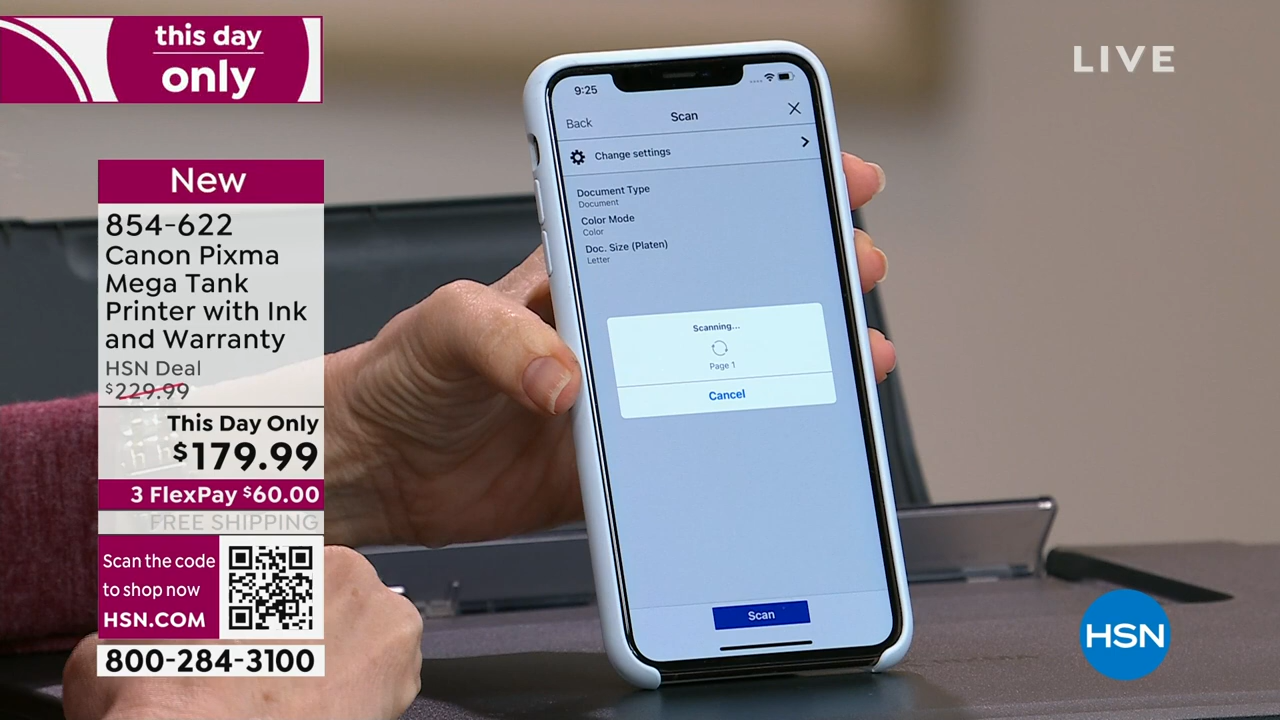 this day
only
LIVE
New
854-622
Canon Pixma
Mega Tank
Printer with Ink
and Warranty
HSN Deal
$229.99
This Day Only
$179.99
3 FlexPay $60.00
FREE SHIPPING
Scan the code
to shop now
HSN.COM
800-284-3100
9:25
Back
Scan
Change settings
Document Type
Document
Color Mode
Color
Doc. Size (Platen)
Letter
Scanning...
Page 1
Cancel
Scan
HSN